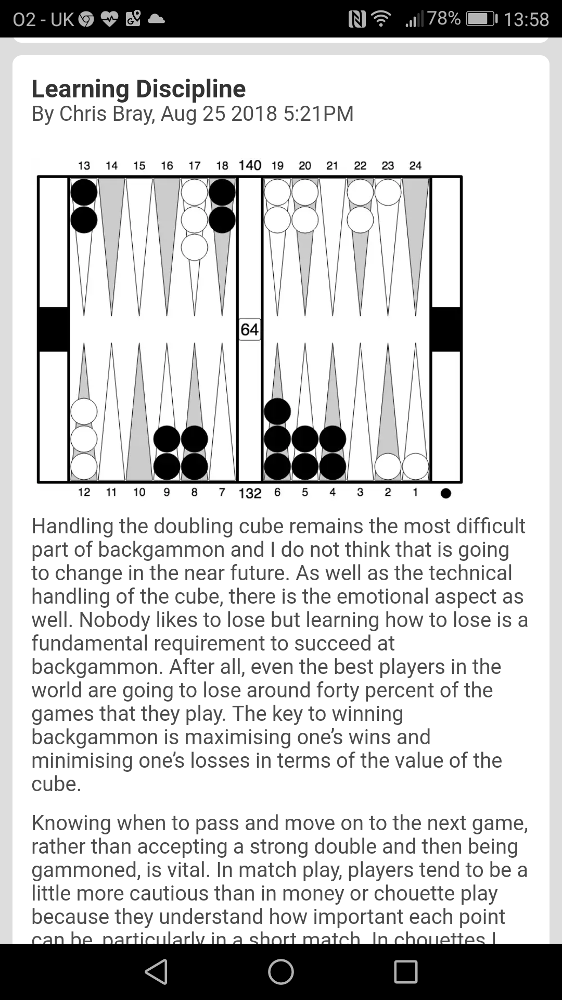 O2 - UK 78% 13:58
Learning Discipline
By Chris Bray, Aug 25 2018 5:21PM
13 14 15 16 17 18 140 19 20 21 22 23 24
64
12 11 10 9 8 7 132 6 5 4 3 2 1
Handling the doubling cube remains the most difficult
part of backgammon and I do not think that is going
to change in the near future. As well as the technical
handling of the cube, there is the emotional aspect as
well. Nobody likes to lose but learning how to lose is a
fundamental requirement to succeed at
backgammon. After all, even the best players in the
world are going to lose around forty percent of the
games that they play. The key to winning
backgammon is maximising one’s wins and
minimising one’s losses in terms of the value of the
cube.
Knowing when to pass and move on to the next game,
rather than accepting a strong double and then being
gammoned, is vital. In match play, players tend to be a
little more cautious than in money or chouette play
because they understand how important each point
can be, particularly in a short match. In chouettes I